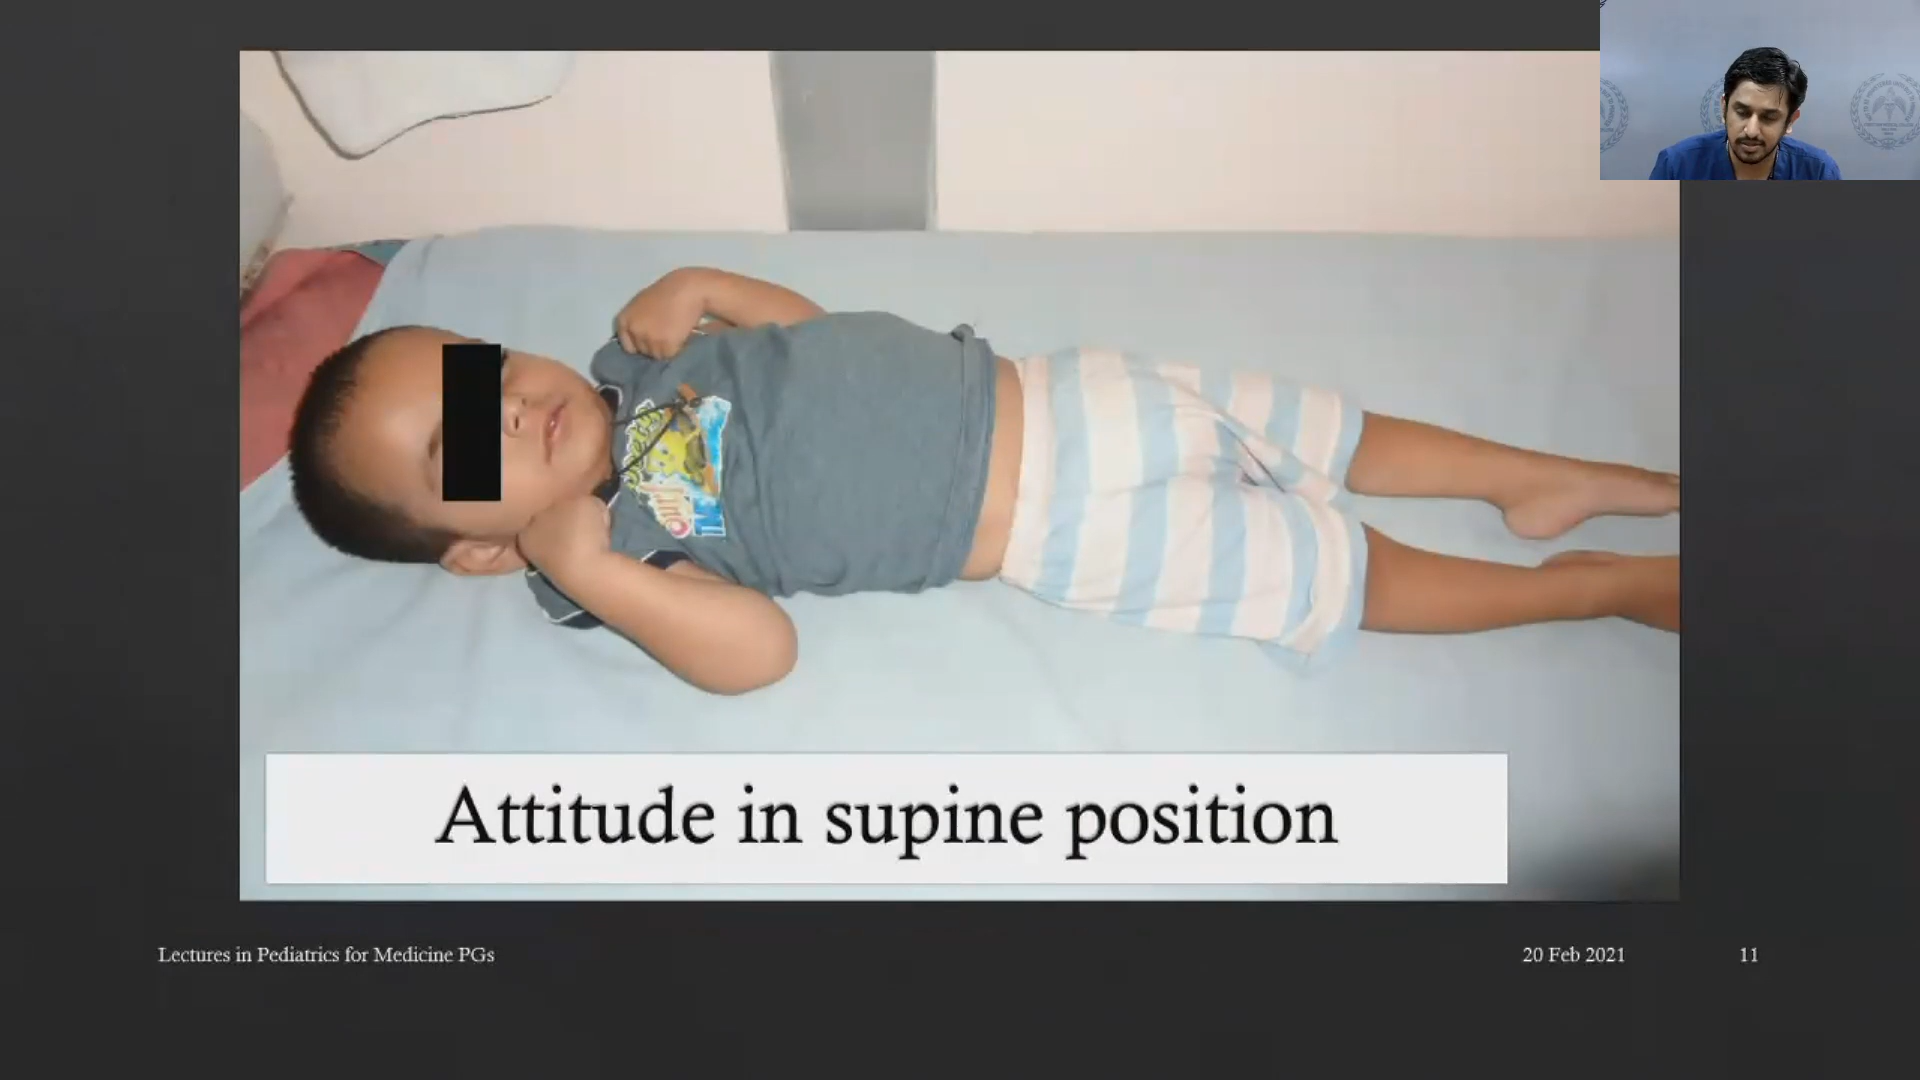 Attitude in supine position
Lectures in Pediatrics for Medicine PGs
20 Feb 2021
11